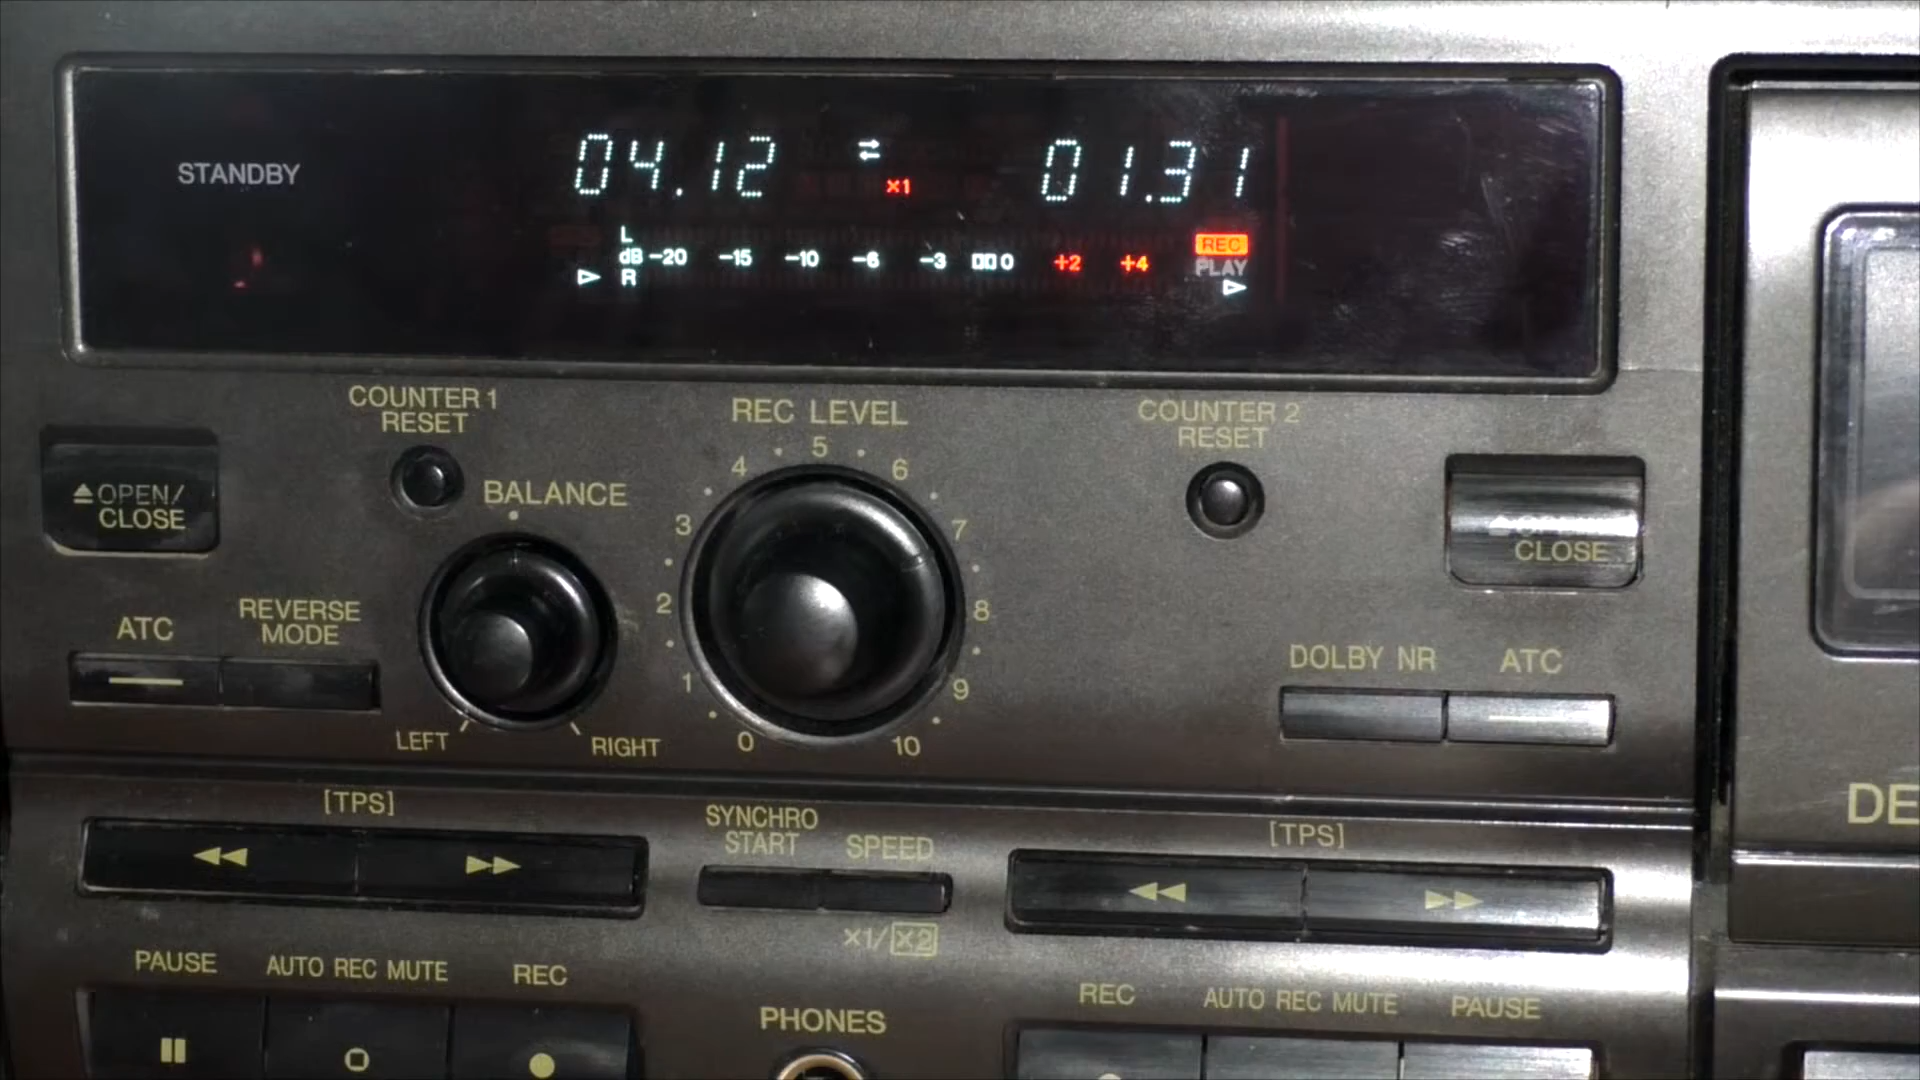 STANDBY
04.12
⇄
×1
01.31
L
dB -20 -15 -10 -6 -3 0 +2 +4
R
REC
PLAY
COUNTER 1
RESET
REC LEVEL
COUNTER 2
RESET
OPEN/
CLOSE
BALANCE
LEFT
RIGHT
0
1
2
3
4
5
6
7
8
9
10
CLOSE
ATC
REVERSE
MODE
DOLBY NR
ATC
[TPS]
SYNCHRO
START
SPEED
×1/×2
[TPS]
PAUSE
AUTO REC MUTE
REC
PHONES
REC
AUTO REC MUTE
PAUSE